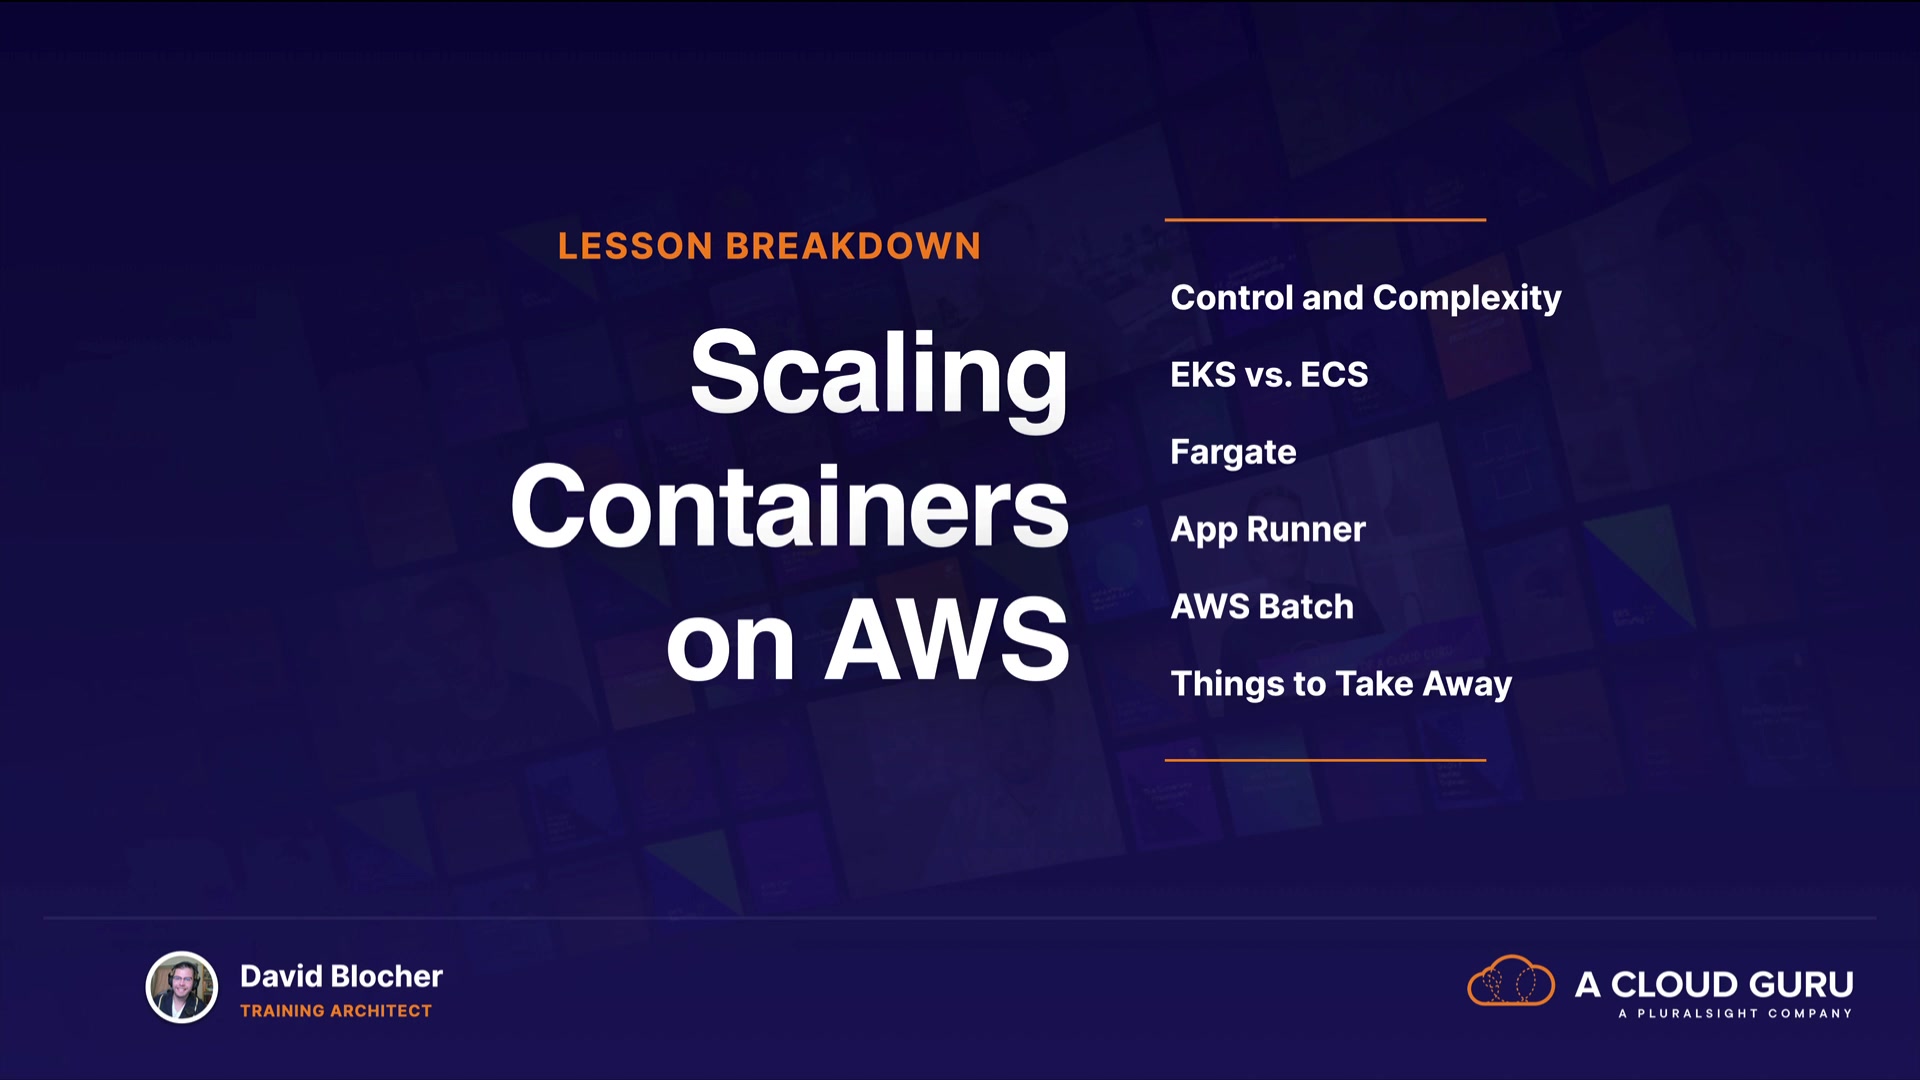 LESSON BREAKDOWN
Scaling
Containers
on AWS
Control and Complexity
EKS vs. ECS
Fargate
App Runner
AWS Batch
Things to Take Away
David Blocher
TRAINING ARCHITECT
A CLOUD GURU
A PLURALSIGHT COMPANY